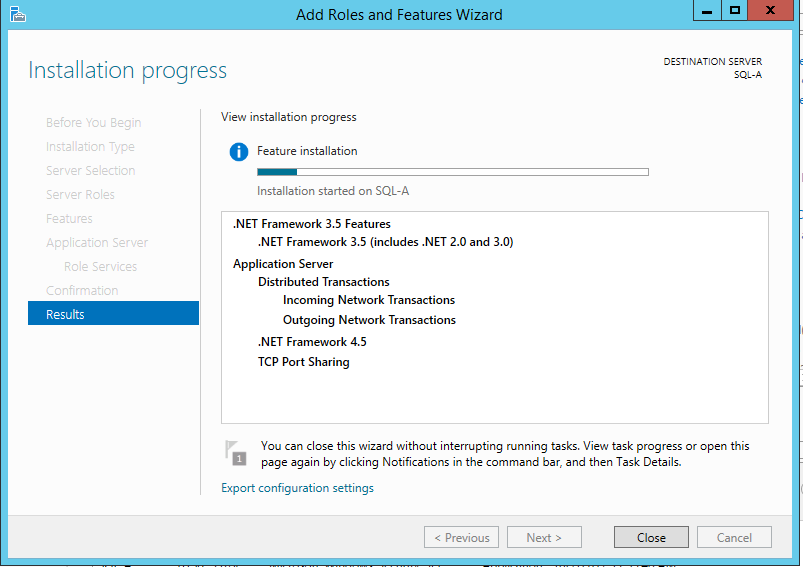 Add Roles and Features Wizard
Installation progress
DESTINATION SERVER
SQL-A
Before You Begin
Installation Type
Server Selection
Server Roles
Features
Application Server
Role Services
Confirmation
Results
View installation progress
Feature installation
Installation started on SQL-A
.NET Framework 3.5 Features
.NET Framework 3.5 (includes .NET 2.0 and 3.0)
Application Server
Distributed Transactions
Incoming Network Transactions
Outgoing Network Transactions
.NET Framework 4.5
TCP Port Sharing
1
You can close this wizard without interrupting running tasks. View task progress or open this
page again by clicking Notifications in the command bar, and then Task Details.
Export configuration settings
< Previous
Next >
Close
Cancel